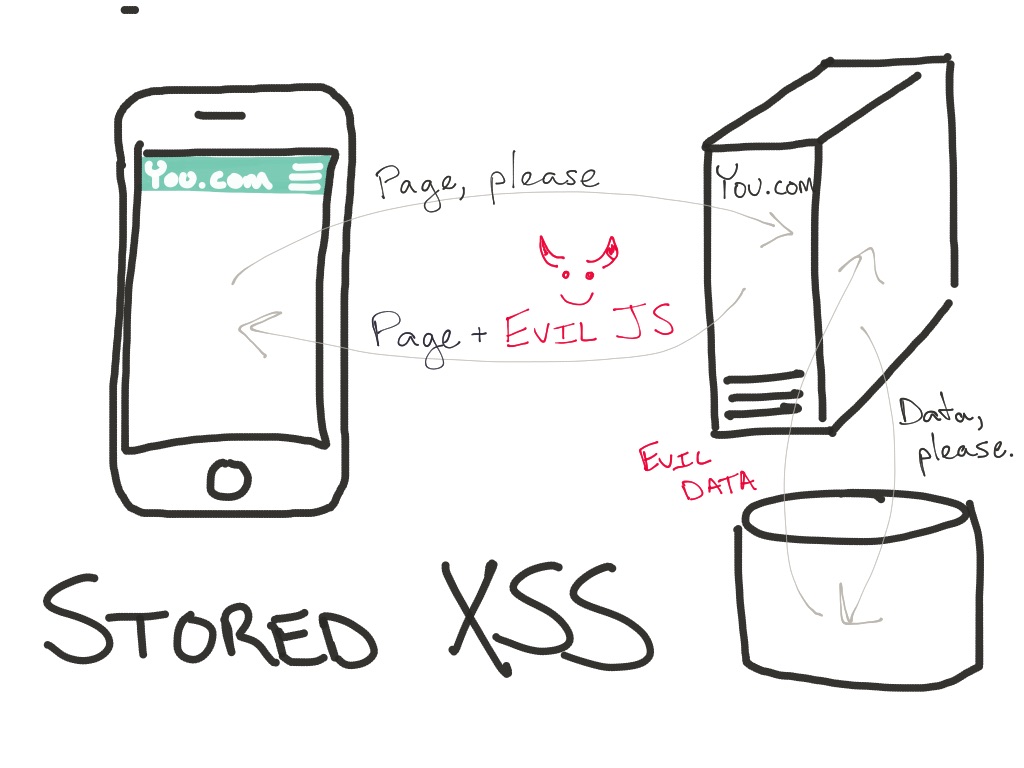 You.com
Page, please
You.com
Page + EVIL JS
Data,
please.
EVIL
DATA
STORED XSS